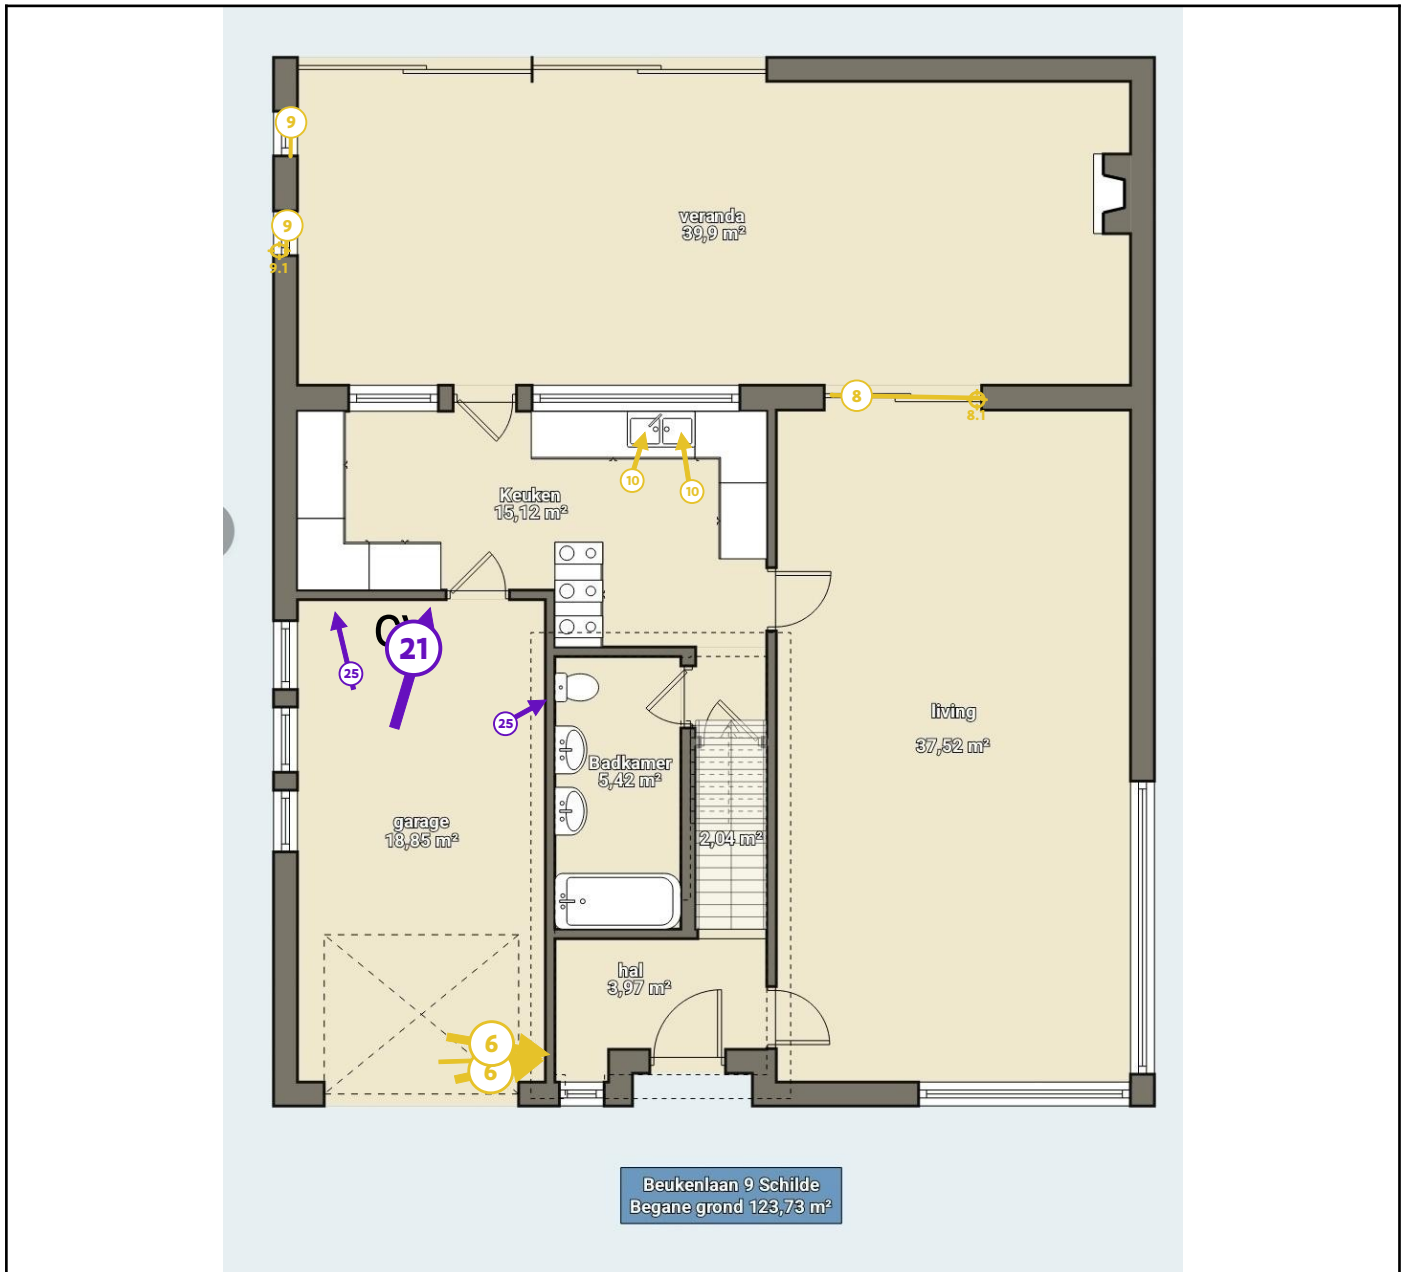 9
veranda
39,9 m²
9
9.1
8
8.1
10
10
Keuken
15,12 m²
21
25
25
living
37,52 m²
Badkamer
5,42 m²
garage
18,85 m²
2,04 m²
hal
3,97 m²
6
6
Beukenlaan 9 Schilde
Begane grond 123,73 m²